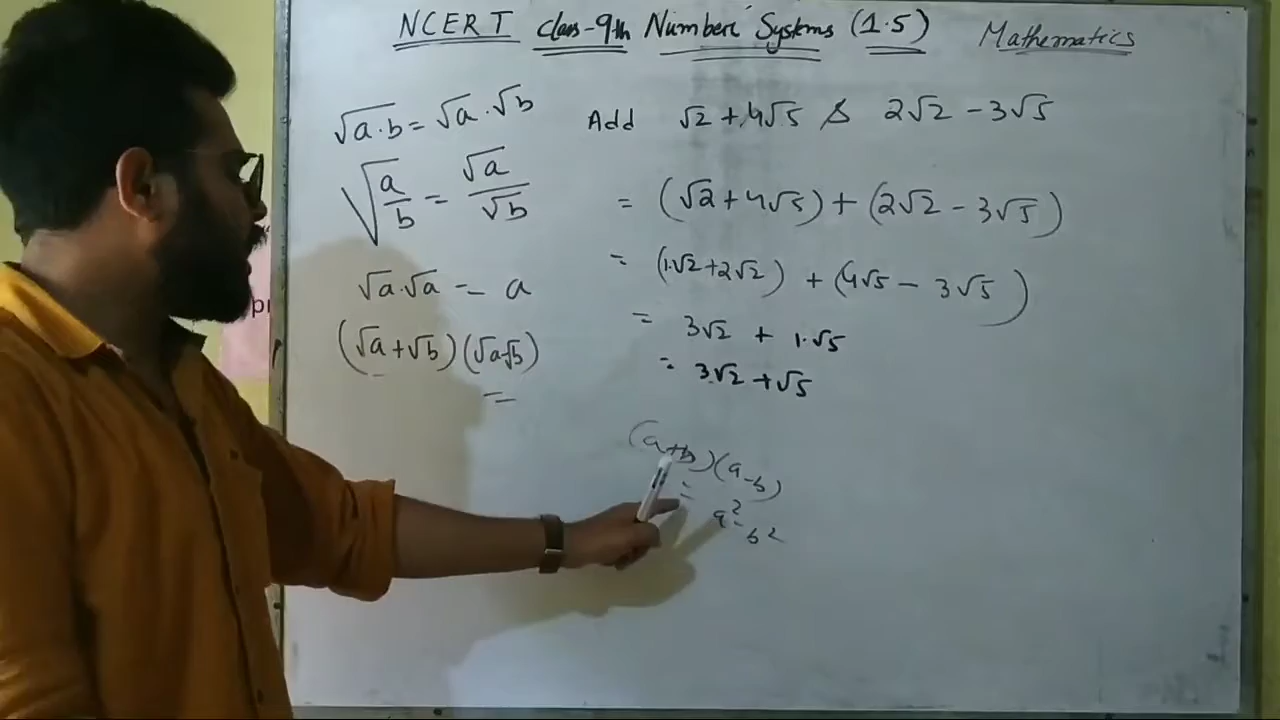 NCERT Class-9th Number Systems (1.5) Mathematics
√a·b = √a·√b
√a/b = √a/√b
√a·√a = a
(√a+√b)(√a-√b)
=
Add √2 + 4√5 & 2√2 - 3√5
= (√2+4√5) + (2√2 - 3√5)
= (1·√2+2√2) + (4√5 - 3√5)
= 3√2 + 1·√5
= 3√2 + √5
(a+b)(a-b)
= a²-b²